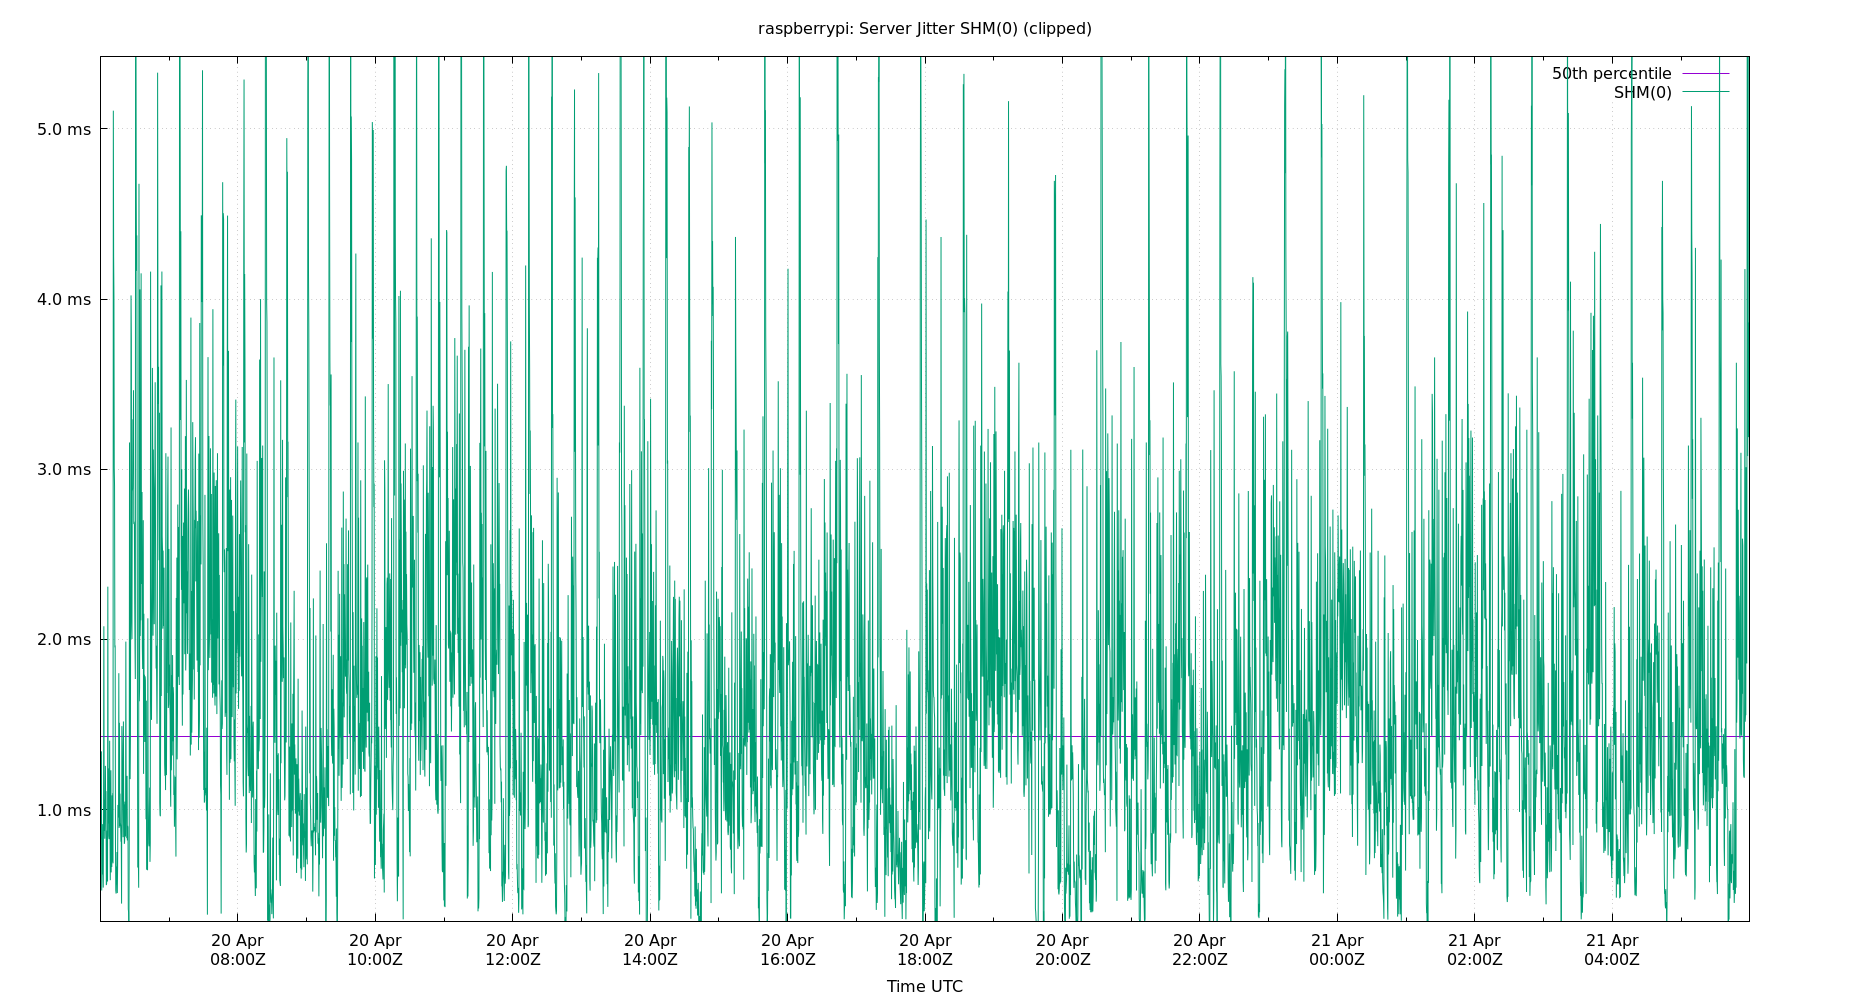 raspberrypi: Server Jitter SHM(0) (clipped)
50th percentile
SHM(0)
5.0 ms
4.0 ms
3.0 ms
2.0 ms
1.0 ms
20 Apr 20 Apr 20 Apr 20 Apr 20 Apr 20 Apr 20 Apr 20 Apr 21 Apr 21 Apr 21 Apr
08:00Z 10:00Z 12:00Z 14:00Z 16:00Z 18:00Z 20:00Z 22:00Z 00:00Z 02:00Z 04:00Z
Time UTC